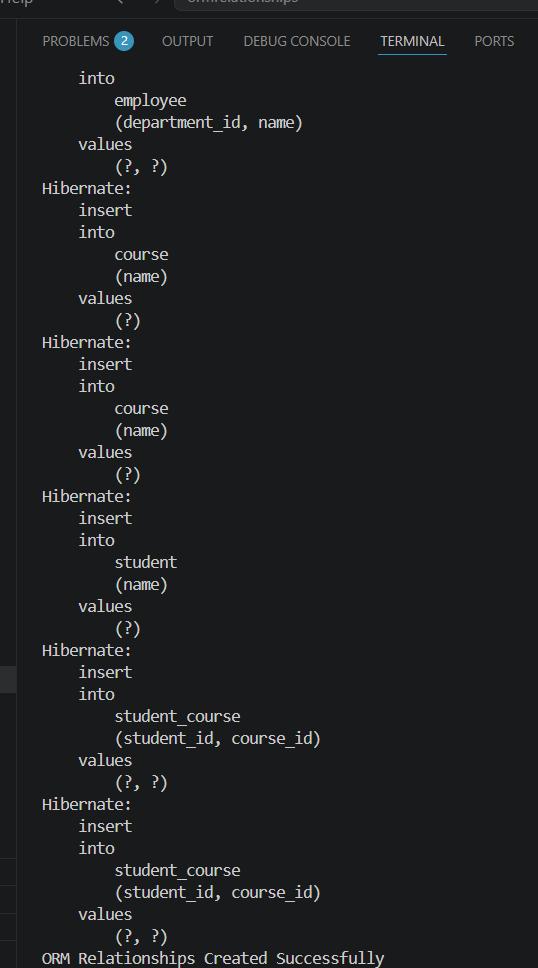 Help
ormrelationships
PROBLEMS 2 OUTPUT DEBUG CONSOLE TERMINAL PORTS
into
employee
(department_id, name)
values
(?, ?)
Hibernate:
insert
into
course
(name)
values
(?)
Hibernate:
insert
into
course
(name)
values
(?)
Hibernate:
insert
into
student
(name)
values
(?)
Hibernate:
insert
into
student_course
(student_id, course_id)
values
(?, ?)
Hibernate:
insert
into
student_course
(student_id, course_id)
values
(?, ?)
ORM Relationships Created Successfully